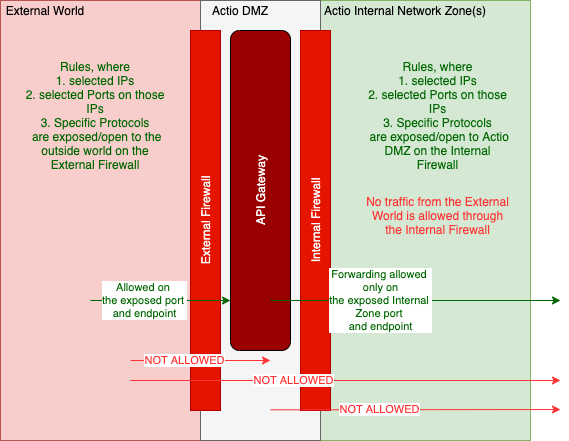 External World
Actio DMZ
Actio Internal Network Zone(s)
Rules, where
1. selected IPs
2. selected Ports on those
IPs
3. Specific Protocols
are exposed/open to the
outside world on the
External Firewall
External Firewall
API Gateway
Internal Firewall
Rules, where
1. selected IPs
2. selected Ports on those
IPs
3. Specific Protocols
are exposed/open to Actio
DMZ on the Internal
Firewall
No traffic from the External
World is allowed through
the Internal Firewall
Allowed on
the exposed port
and endpoint
Forwarding allowed
only on
the exposed Internal
Zone port
and endpoint
NOT ALLOWED
NOT ALLOWED
NOT ALLOWED